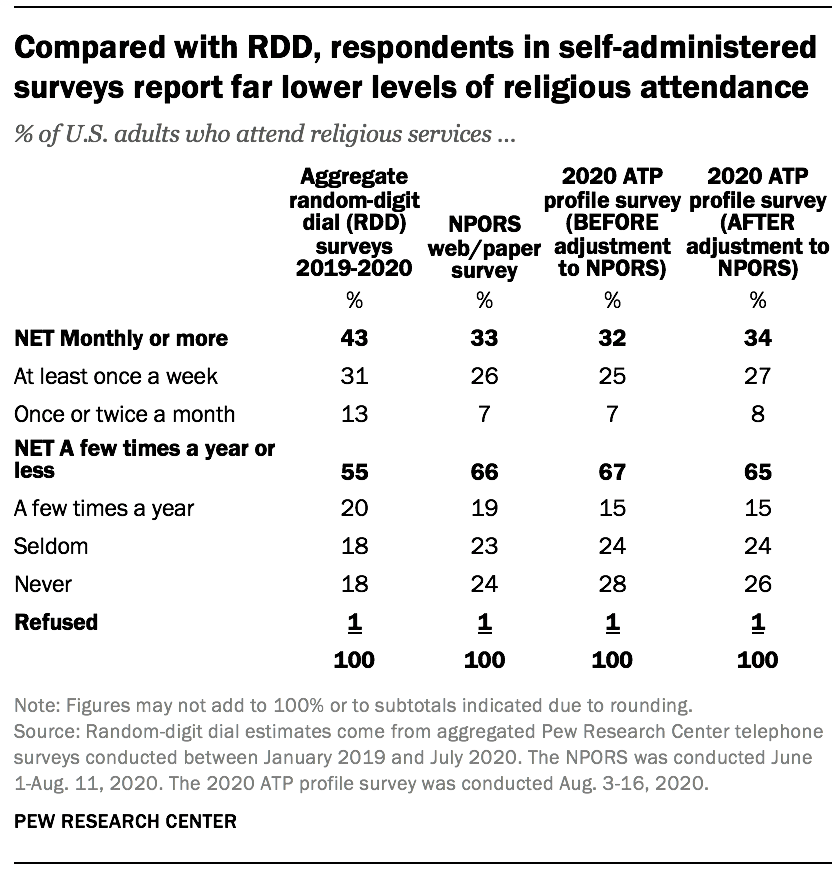 Compared with RDD, respondents in self-administered
surveys report far lower levels of religious attendance
% of U.S. adults who attend religious services ...
Aggregate random-digit dial (RDD) surveys 2019-2020 NPORS web/paper survey 2020 ATP profile survey (BEFORE adjustment to NPORS) 2020 ATP profile survey (AFTER adjustment to NPORS)
% % % %
NET Monthly or more 43 33 32 34
At least once a week 31 26 25 27
Once or twice a month 13 7 7 8
NET A few times a year or
less 55 66 67 65
A few times a year 20 19 15 15
Seldom 18 23 24 24
Never 18 24 28 26
Refused 1 1 1 1
100 100 100 100
Note: Figures may not add to 100% or to subtotals indicated due to rounding.
Source: Random-digit dial estimates come from aggregated Pew Research Center telephone
surveys conducted between January 2019 and July 2020. The NPORS was conducted June
1-Aug. 11, 2020. The 2020 ATP profile survey was conducted Aug. 3-16, 2020.
PEW RESEARCH CENTER